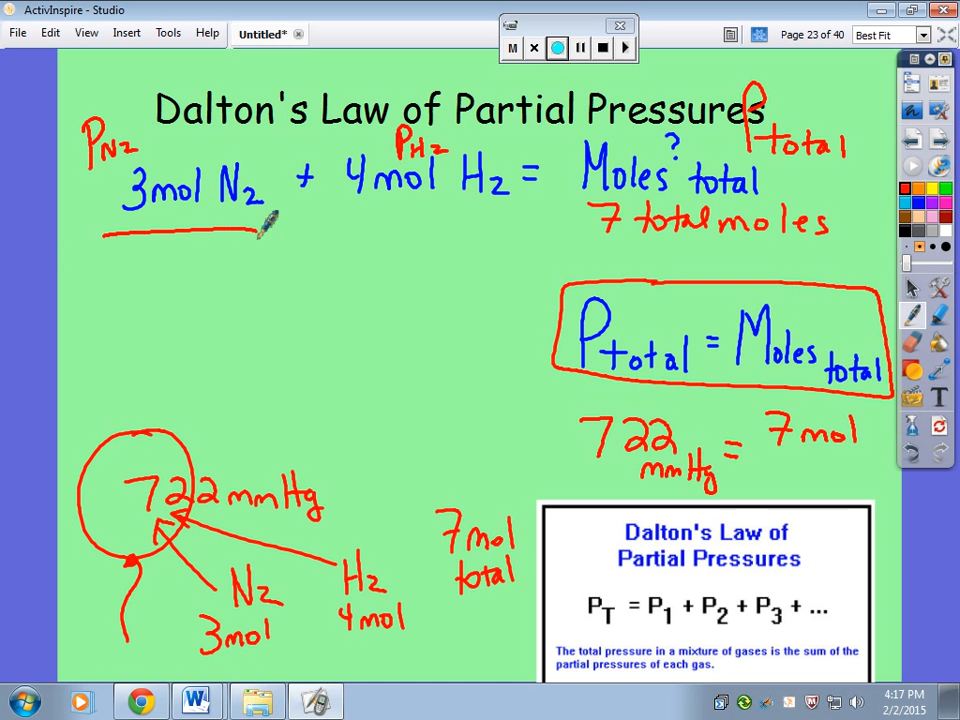 ActivInspire - Studio
File Edit View Insert Tools Help Untitled*
M
Page 23 of 40 Best Fit
Dalton's Law of Partial Pressures
PN2 PH2 ? Ptotal
3mol N2 + 4mol H2 = Moles total
7 total moles
Ptotal = Moles total
722 mmHg = 7mol
722mmHg
7mol
total
N2
3mol
H2
4mol
Dalton's Law of
Partial Pressures
PT = P1 + P2 + P3 + ...
The total pressure in a mixture of gases is the sum of the
partial pressures of each gas.
4:17 PM
2/2/2015